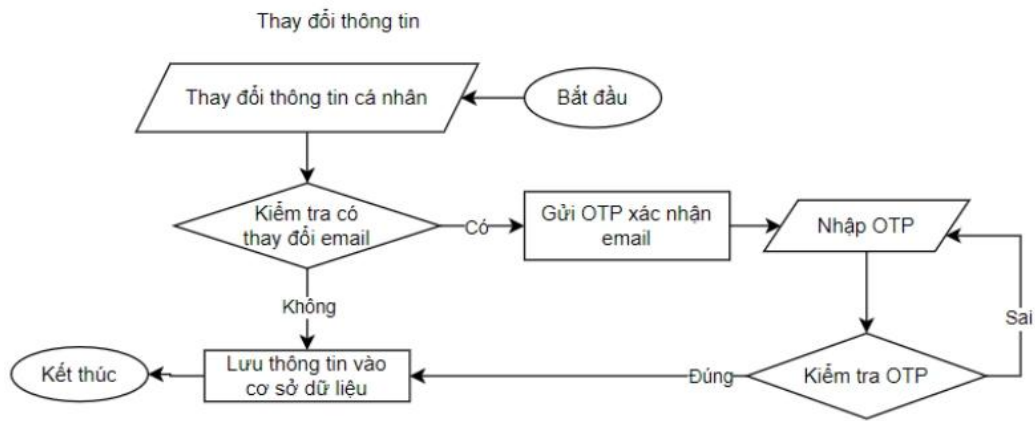 Thay đổi thông tin
Thay đổi thông tin cá nhân
Bắt đầu
Kiểm tra có
thay đổi email
Có
Gửi OTP xác nhận
email
Nhập OTP
Không
Sai
Kết thúc
Lưu thông tin vào
cơ sở dữ liệu
Đúng
Kiểm tra OTP